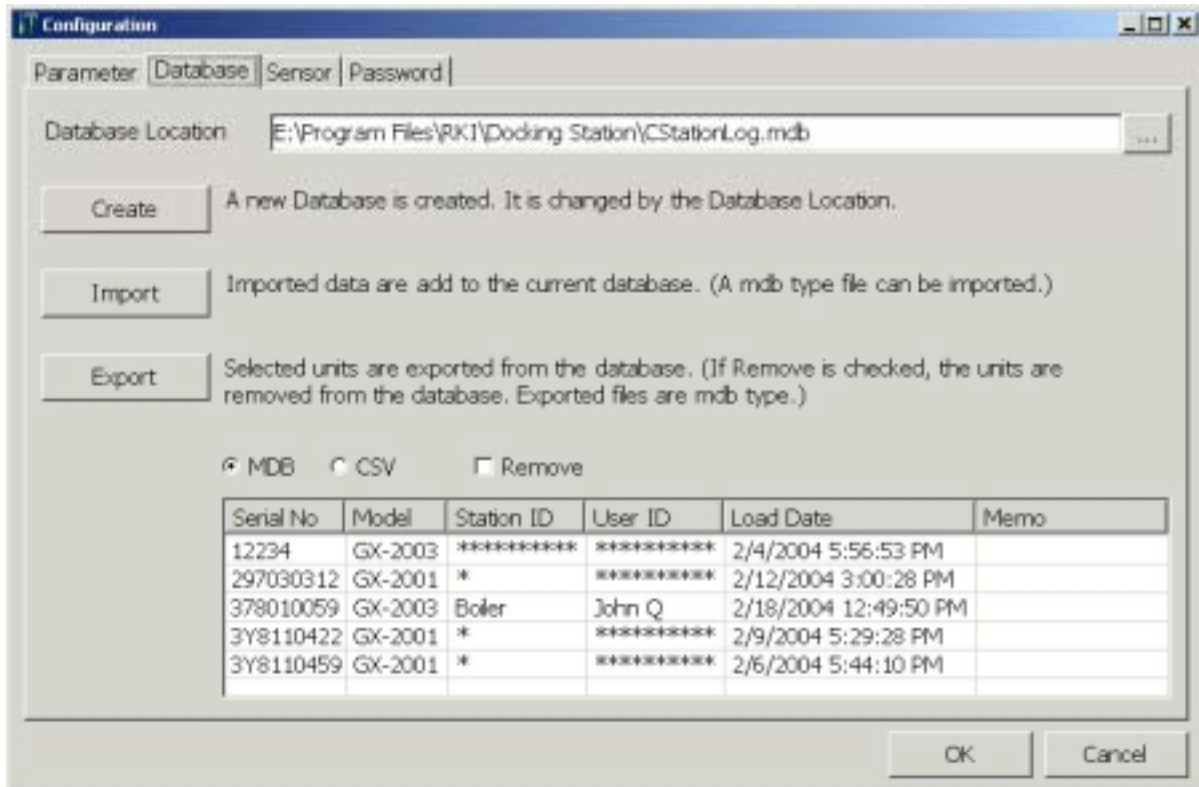 Configuration
Parameter Database Sensor Password
Database Location E:\Program Files\RKI\Docking Station\CStationLog.mdb ...
Create A new Database is created. It is changed by the Database Location.
Import Imported data are add to the current database. (A mdb type file can be imported.)
Export Selected units are exported from the database. (If Remove is checked, the units are
removed from the database. Exported files are mdb type.)
MDB CSV Remove
Serial No Model Station ID User ID Load Date Memo
12234 GX-2003 ********** ********** 2/4/2004 5:56:53 PM
297030312 GX-2001 * ********** 2/12/2004 3:00:28 PM
378010059 GX-2003 Boiler John Q 2/18/2004 12:49:50 PM
3Y8110422 GX-2001 * ********** 2/9/2004 5:29:28 PM
3Y8110459 GX-2001 * ********** 2/6/2004 5:44:10 PM
OK Cancel